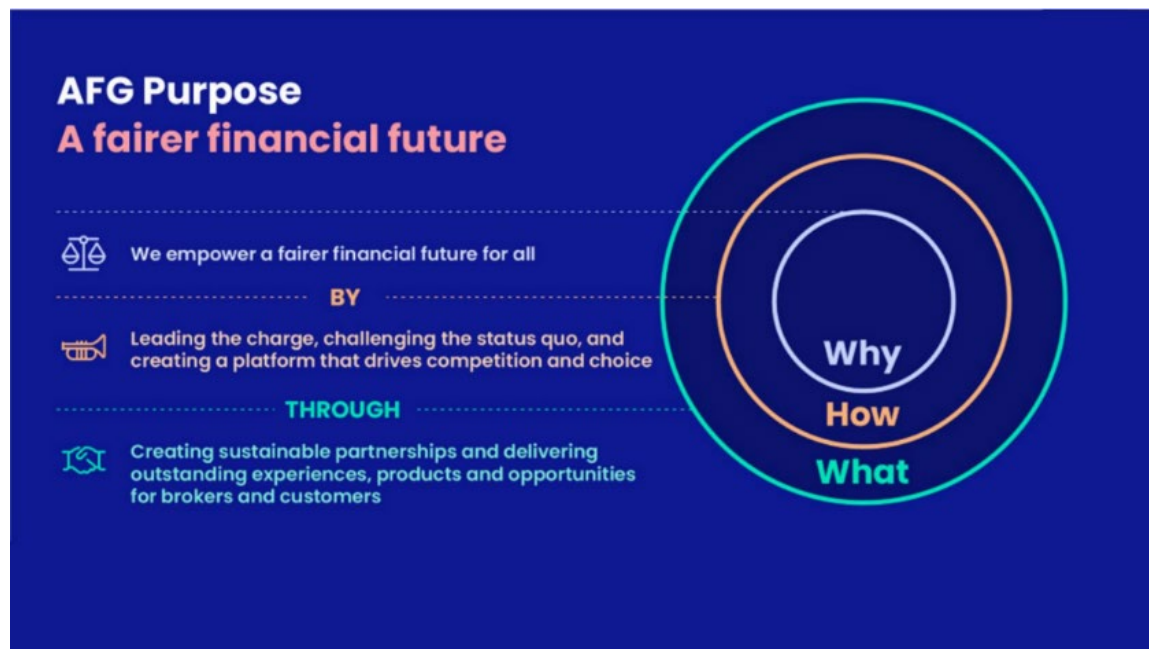 AFG Purpose
A fairer financial future
We empower a fairer financial future for all
BY
Leading the charge, challenging the status quo, and
creating a platform that drives competition and choice
THROUGH
Creating sustainable partnerships and delivering
outstanding experiences, products and opportunities
for brokers and customers
Why
How
What